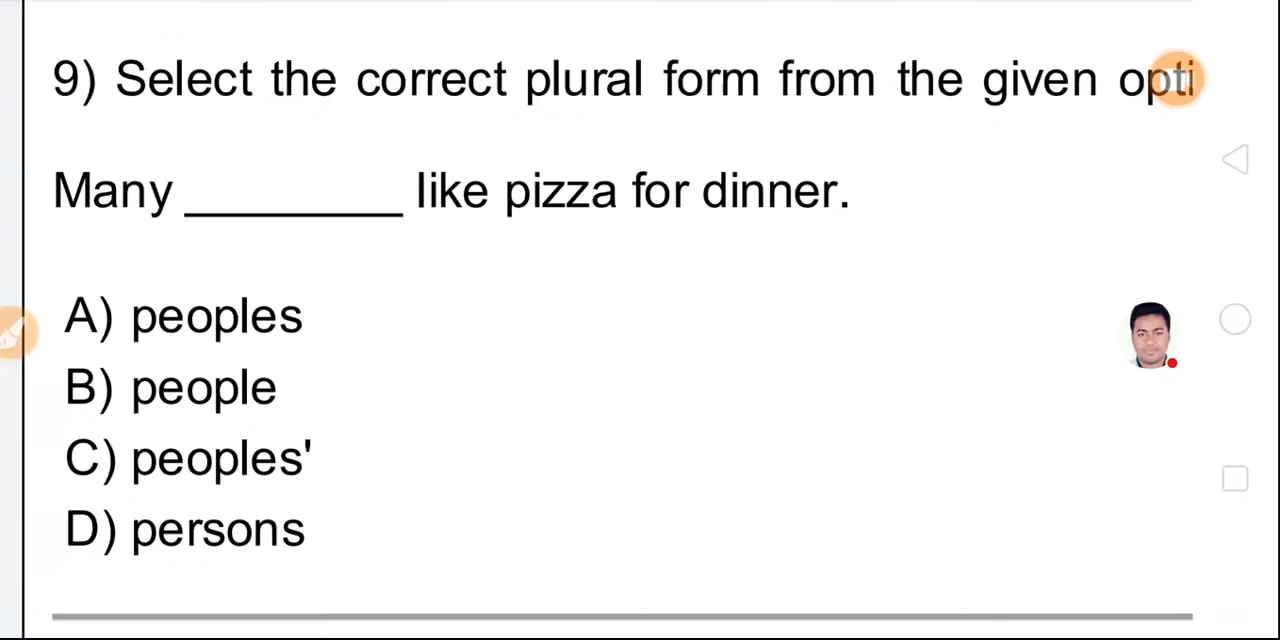 9) Select the correct plural form from the given opti
Many _________ like pizza for dinner.
A) peoples
B) people
C) peoples'
D) persons